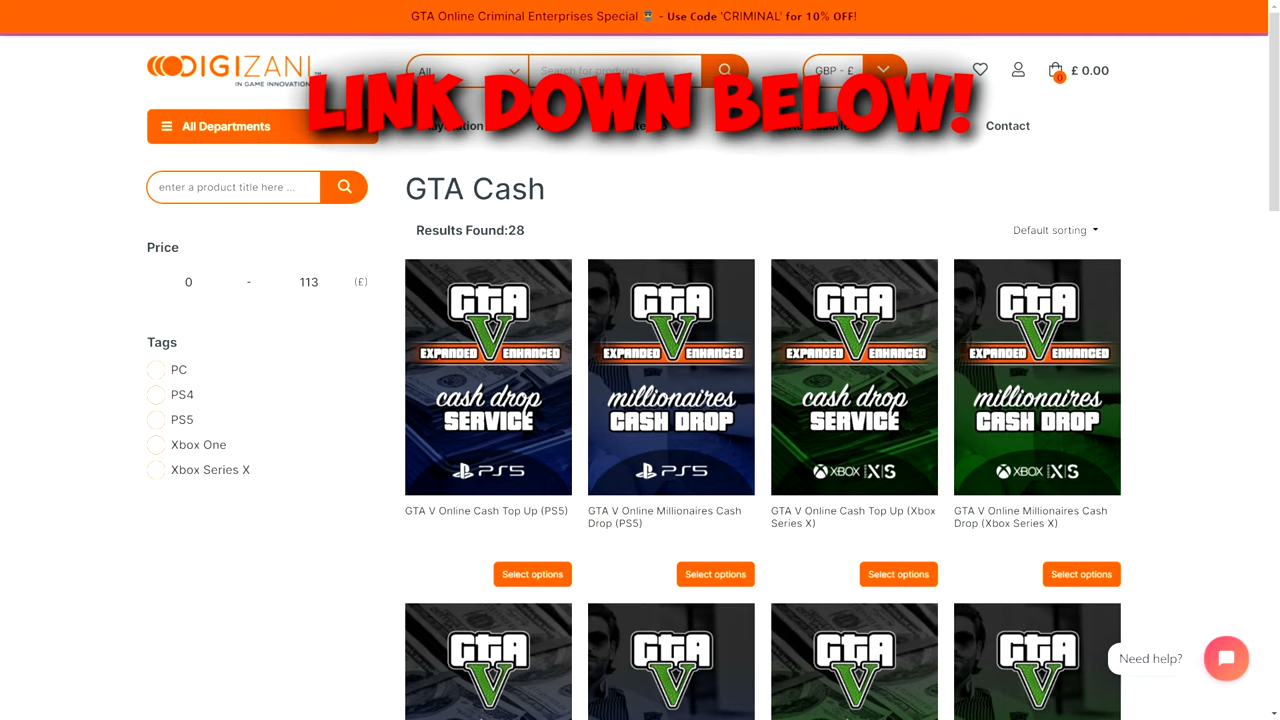 GTA Online Criminal Enterprises Special - Use Code 'CRIMINAL' for 10% OFF!
DIGIZANI
IN GAME INNOVATION
All
Search for products
GBP - £
0
£ 0.00
LINK DOWN BELOW!
All Departments
Contact
enter a product title here ...
GTA Cash
Results Found:28
Default sorting
Price
0 - 113 (£)
Tags
PC
PS4
PS5
Xbox One
Xbox Series X
GTA
V
EXPANDED ENHANCED
cash drop
SERVICE
PS5
GTA
V
EXPANDED ENHANCED
millionaires
CASH DROP
PS5
GTA
V
EXPANDED ENHANCED
cash drop
SERVICE
XBOX SERIES X|S
GTA
V
EXPANDED ENHANCED
millionaires
CASH DROP
XBOX SERIES X|S
GTA V Online Cash Top Up (PS5)
GTA V Online Millionaires Cash
Drop (PS5)
GTA V Online Cash Top Up (Xbox
Series X)
GTA V Online Millionaires Cash
Drop (Xbox Series X)
Select options
Select options
Select options
Select options
GTA
V
GTA
V
GTA
V
GTA
V
Need help?